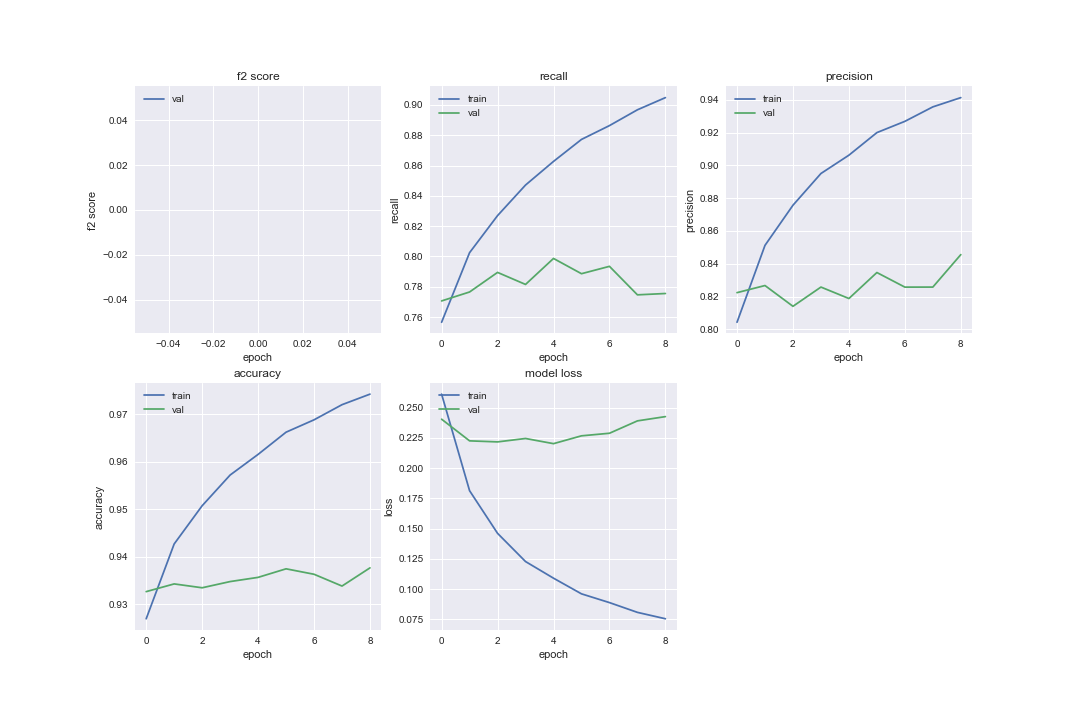 f2 score
val
0.04
0.02
0.00
−0.02
−0.04
f2 score
−0.04 −0.02 0.00 0.02 0.04
epoch
recall
train
val
0.90
0.88
0.86
0.84
0.82
0.80
0.78
0.76
recall
0 2 4 6 8
epoch
precision
train
val
0.94
0.92
0.90
0.88
0.86
0.84
0.82
0.80
precision
0 2 4 6 8
epoch
accuracy
train
val
0.97
0.96
0.95
0.94
0.93
accuracy
0 2 4 6 8
epoch
model loss
train
val
0.250
0.225
0.200
0.175
0.150
0.125
0.100
0.075
loss
0 2 4 6 8
epoch